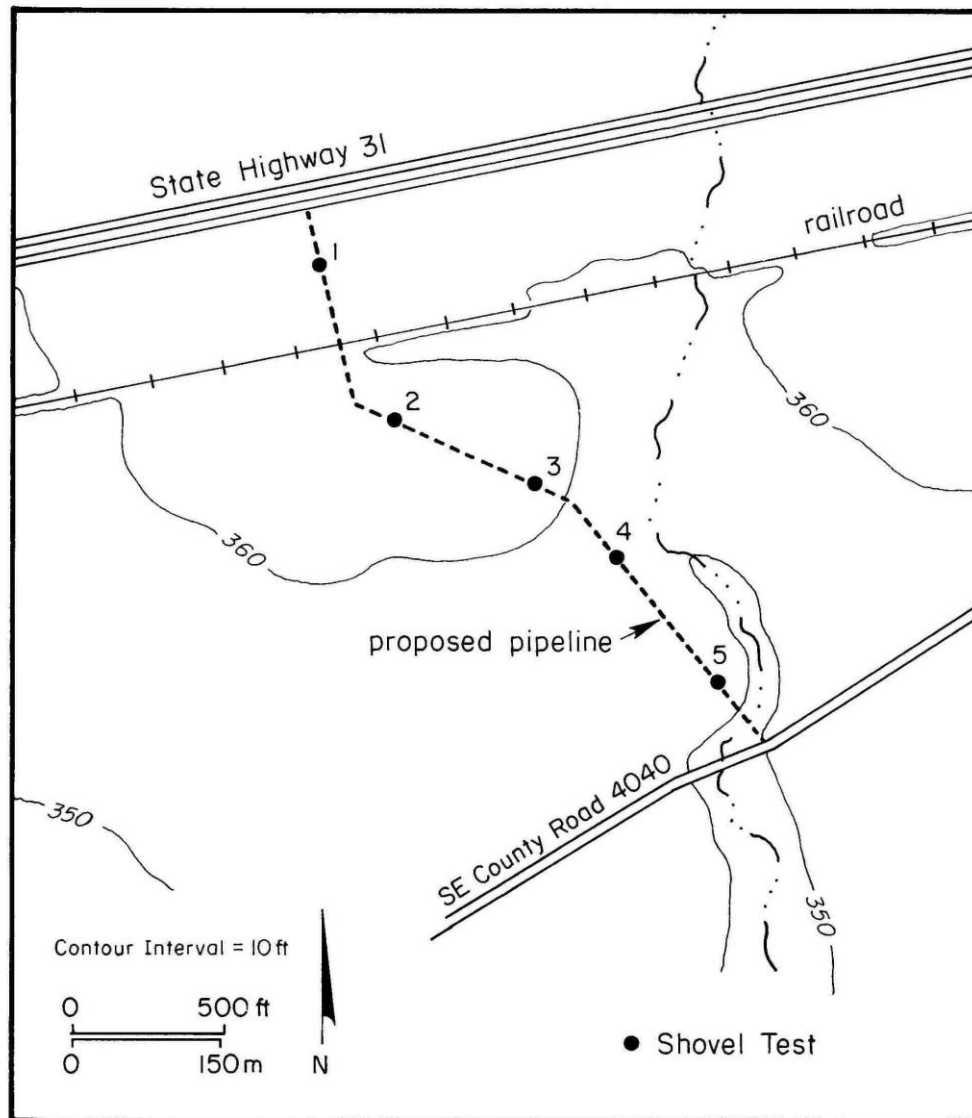 State Highway 31
railroad
1
2
3
4
5
360
360
proposed pipeline
SE County Road 4040
350
350
Contour Interval = 10 ft
0 500 ft
0 150 m
N
Shovel Test